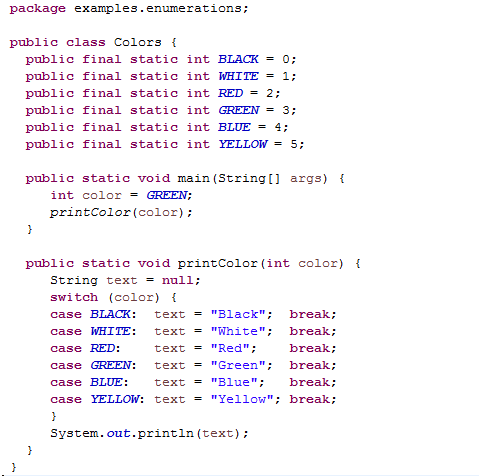 package examples.enumerations;

public class Colors {
  public final static int BLACK = 0;
  public final static int WHITE = 1;
  public final static int RED = 2;
  public final static int GREEN = 3;
  public final static int BLUE = 4;
  public final static int YELLOW = 5;

  public static void main(String[] args) {
     int color = GREEN;
     printColor(color);
  }

  public static void printColor(int color) {
     String text = null;
     switch (color) {
     case BLACK:  text = "Black";  break;
     case WHITE:  text = "White";  break;
     case RED:    text = "Red";    break;
     case GREEN:  text = "Green";  break;
     case BLUE:   text = "Blue";   break;
     case YELLOW: text = "Yellow"; break;
     }
     System.out.println(text);
  }
}